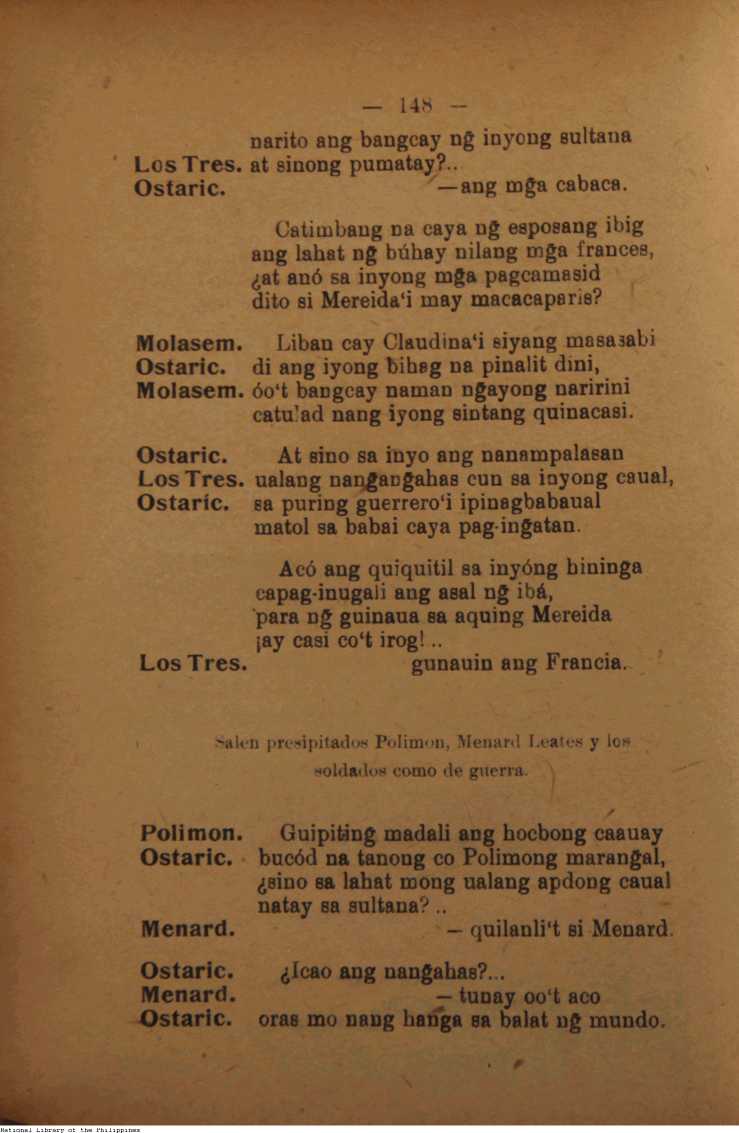 — 148 —
narito ang bangcay ng̃ inyong sultana
Los Tres. at sinong pumatay?..
Ostaric. —ang mg̃a cabaca.
Catimbang na caya ng̃ esposang ibig
ang lahat ng̃ búhay nilang mg̃a frances,
¿at anó sa inyong mg̃a pagcamasid
dito si Mereida‘i may macacaparis?
Molasem. Liban cay Claudina‘i siyang masasabi
Ostaric. di ang iyong bihag na pinalit dini,
Molasem. óo‘t bangcay naman ng̃ayong naririni
catulad nang iyong sintang quinacasi.
Ostaric. At sino sa inyo ang nanampalasan
Los Tres. ualang nang̃ang̃ahas cun sa inyong caual,
Ostaric. sa puring guerrero‘i ipinagbabaual
matol sa babai caya pag-ing̃atan.
Acó ang quiquitil sa inyóng bininga
capag-inugali ang asal ng̃ ibá,
para ng̃ guinaua sa aquing Mereida
¡ay casi co‘t irog!..
Los Tres. gunauin ang Francia.
Salen presipitados Polimon, Menard Leates y los
soldados como de guerra.
Polimon. Guipiting̃ madali ang hocbong caauay
Ostaric. bucód na tanong co Polimong marang̃al,
¿sino sa lahat mong ualang apdong caual
natay sa sultana?..
Menard. — quilanli‘t si Menard.
Ostaric. ¿Icao ang nang̃ahas?...
Menard. — tunay oo‘t aco
Ostaric. oras mo nang hang̃a sa balat ng̃ mundo.
National Library of the Philippines